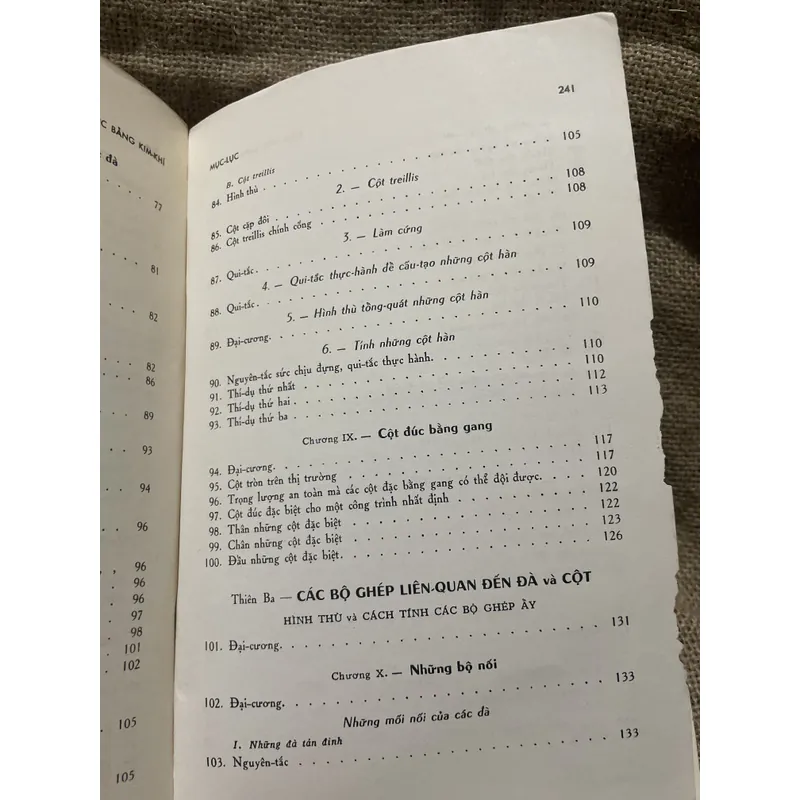 C BẰNG KIM-KHÍ
đà
77
81
82
82
86
89
93
94
96
96
96
96
97
98
101
102
105
105
241
MỤC-LỤC
B. Cột treillis
84. Hình thù . . . . . 105
2. — Cột treillis
85. Cột cặp đôi . . . . . 108
86. Cột treillis chính cống . . . . . 108
3. — Làm cứng
87. Qui-tắc. . . . . 109
4. — Qui-tắc thực-hành để cấu-tạo những cột hàn
88. Qui-tắc. . . . . 109
5. — Hình thù tổng-quát những cột hàn
89. Đại-cương. . . . . 110
6. — Tính những cột hàn
90. Nguyên-tắc sức chịu đựng, qui-tắc thực hành. . . . . 110
91. Thí-dụ thứ nhất . . . . . 110
92. Thí-dụ thứ hai . . . . . 112
93. Thí-dụ thứ ba . . . . . 113
Chương IX. — Cột đúc bằng gang
94. Đại-cương. . . . . 117
95. Cột tròn trên thị trường . . . . . 117
96. Trọng lượng an toàn mà các cột đặc bằng gang có thể đội được. . . . . 120
97. Cột đúc đặc biệt cho một công trình nhất định . . . . . 122
98. Thân những cột đặc biệt . . . . . 122
99. Chân những cột đặc biệt . . . . . 123
100. Đầu những cột đặc biệt. . . . . 126
Thiên Ba — CÁC BỘ GHÉP LIÊN-QUAN ĐẾN ĐÀ và CỘT
HÌNH THÙ và CÁCH TÍNH CÁC BỘ GHÉP ẤY
101. Đại-cương. . . . . 131
Chương X. — Những bộ nối
102. Đại-cương. . . . . 133
Những mối nối của các đà
I. Những đà tán đinh
103. Nguyên-tắc . . . . . 133